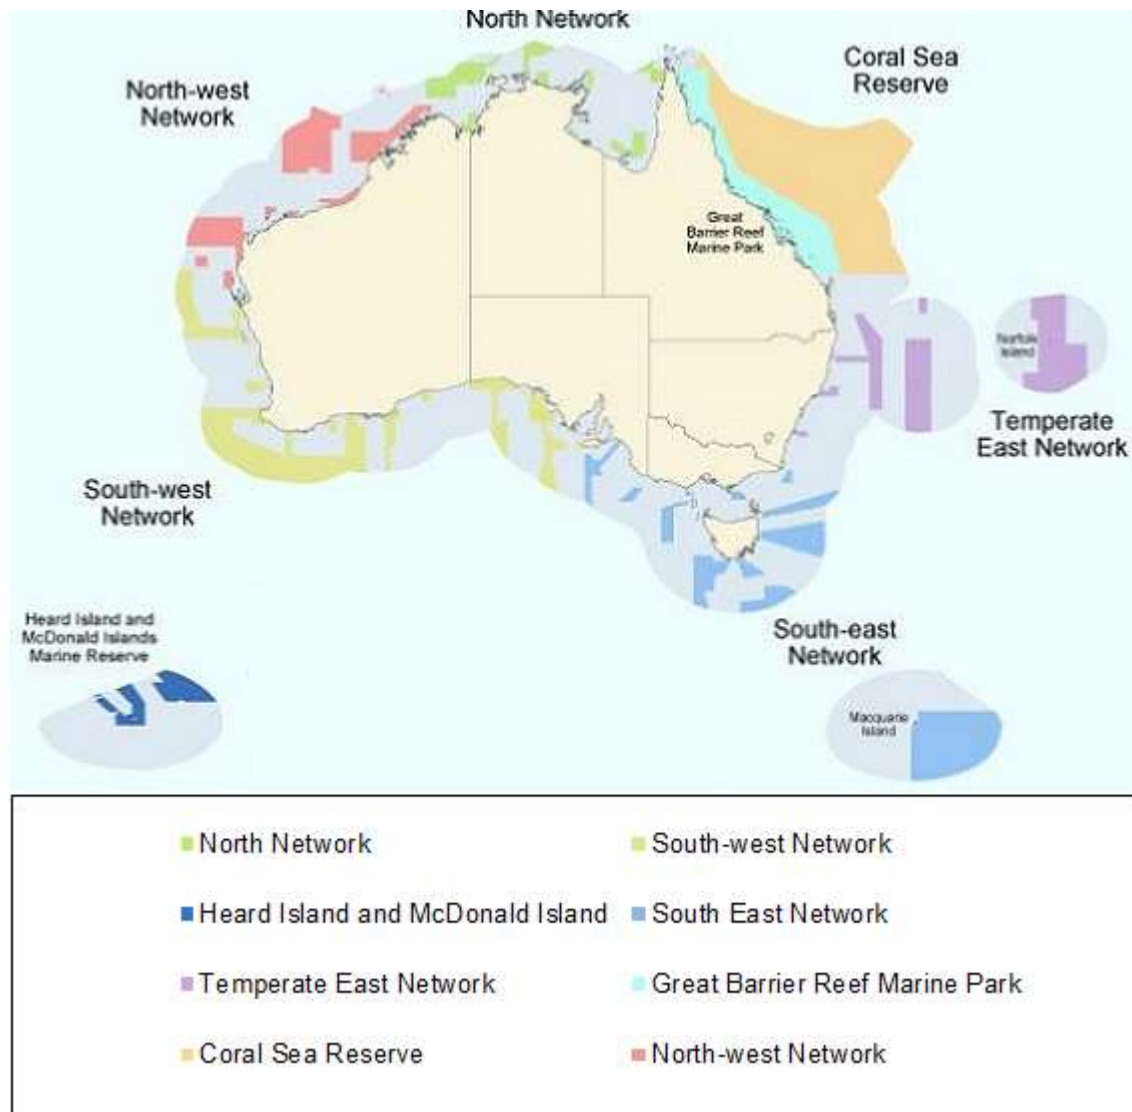 North Network
Coral Sea
Reserve
North-west
Network
Great
Barrier Reef
Marine Park
Norfolk
Island
Temperate
East Network
South-west
Network
Heard Island and
McDonald Islands
Marine Reserve
South-east
Network
Macquarie
Island
North Network
South-west Network
Heard Island and McDonald Island
South East Network
Temperate East Network
Great Barrier Reef Marine Park
Coral Sea Reserve
North-west Network